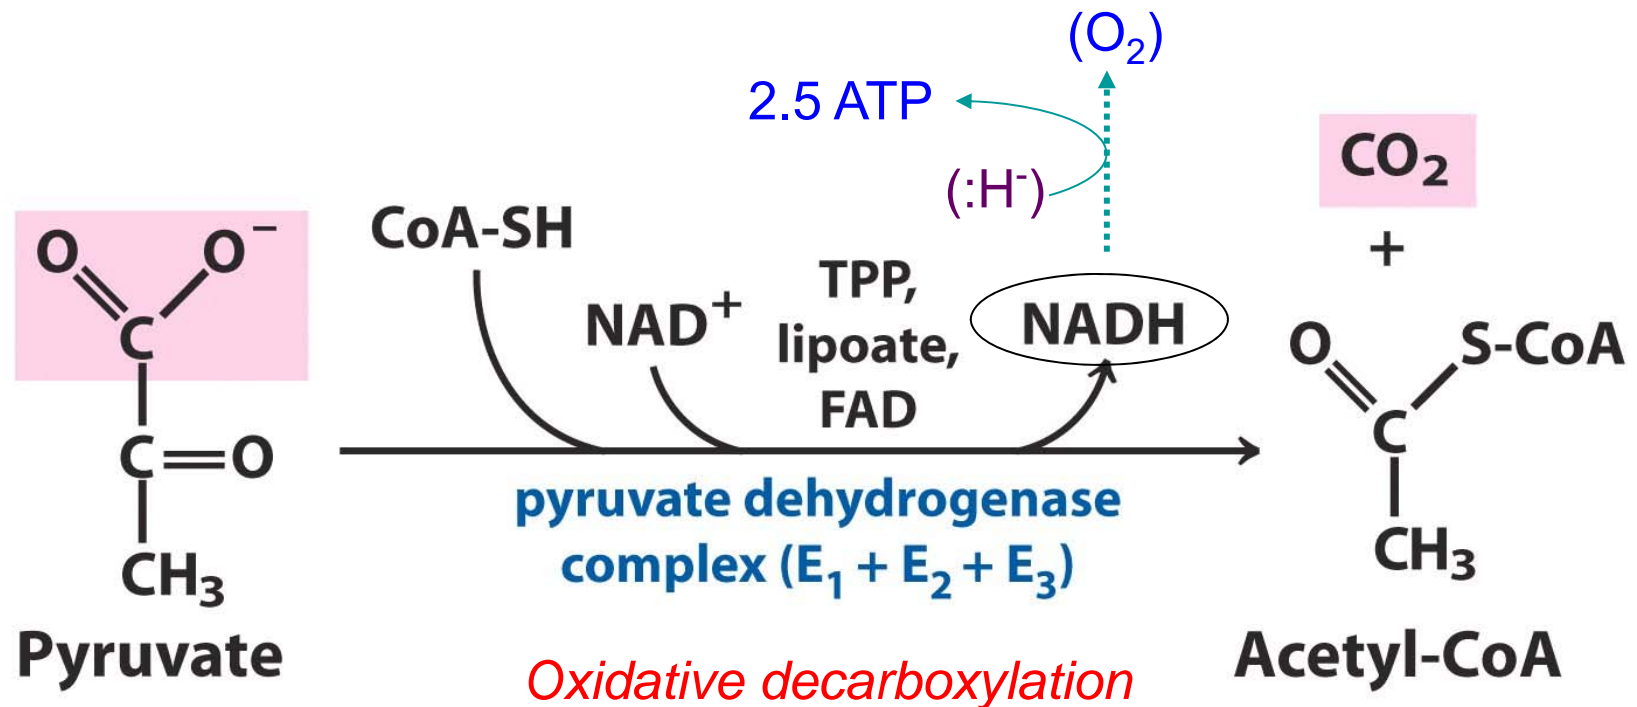 (O₂)
2.5 ATP
(:H⁻)
CO₂
+
O
O⁻
C
C
O
CH₃
Pyruvate
CoA-SH
NAD⁺
TPP,
lipoate,
FAD
NADH
pyruvate dehydrogenase
complex (E₁ + E₂ + E₃)
Oxidative decarboxylation
O
S-CoA
C
CH₃
Acetyl-CoA